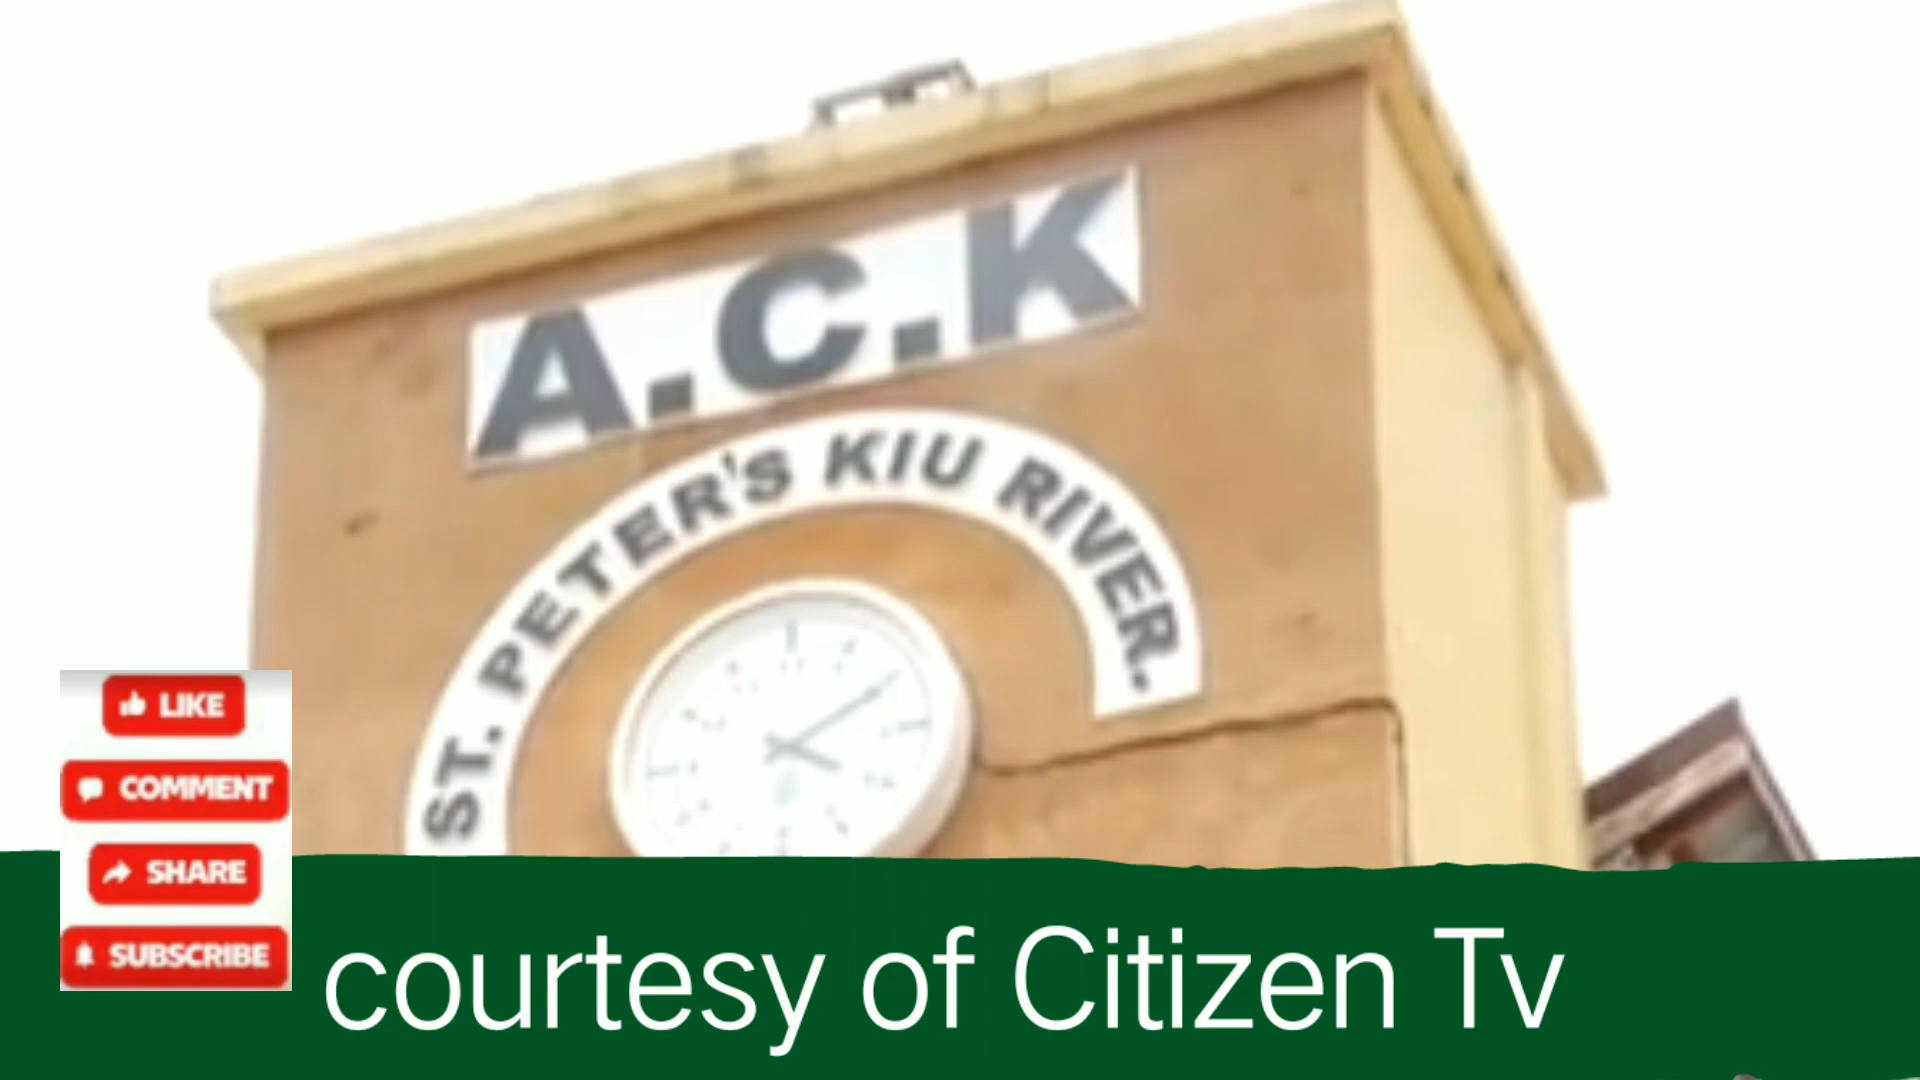 A.C.K
ST. PETER'S KIU RIVER.
LIKE
COMMENT
SHARE
SUBSCRIBE
courtesy of Citizen Tv